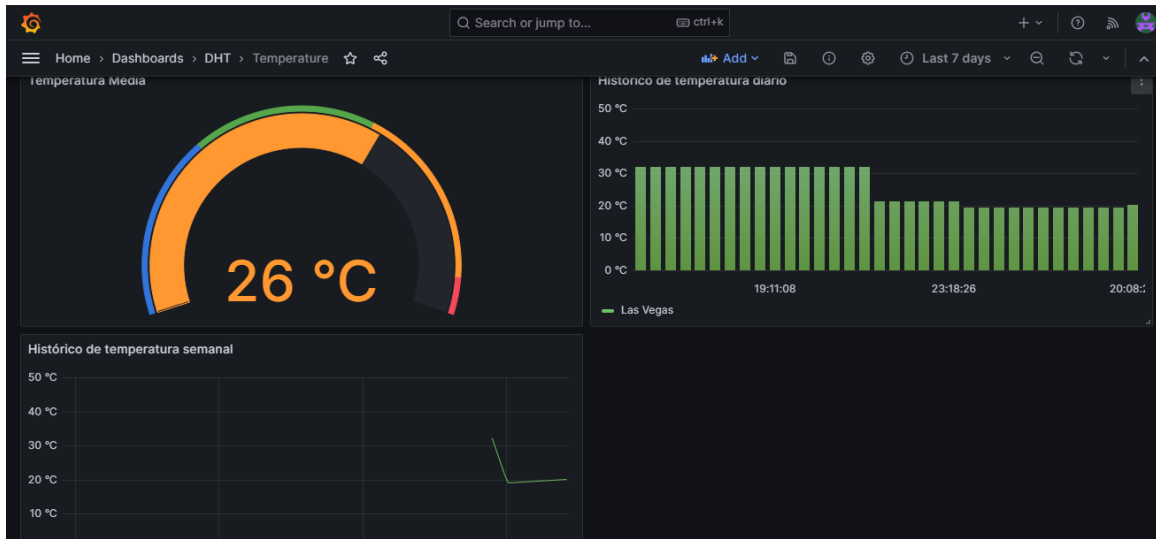 Search or jump to... ctrl+k
Home › Dashboards › DHT › Temperature
Add
Last 7 days
Temperatura Média
26 °C
Histórico de temperatura diário
50 °C
40 °C
30 °C
20 °C
10 °C
0 °C
19:11:08 23:18:26 20:08:
Las Vegas
Histórico de temperatura semanal
50 °C
40 °C
30 °C
20 °C
10 °C